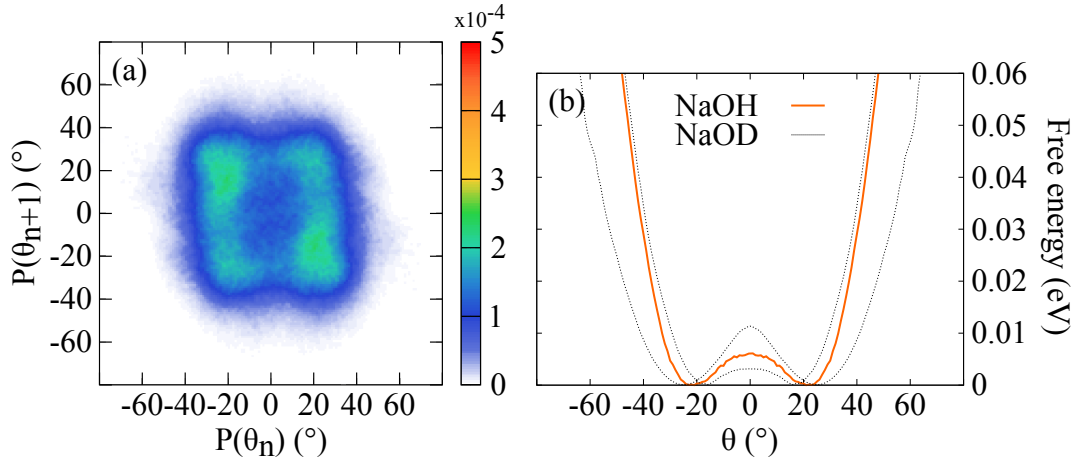 x10-4
(a)
60
40
20
0
-20
-40
-60
P(θn+1) (°)
-60 -40 -20 0 20 40 60
P(θn) (°)
5
4
3
2
1
0
(b)
NaOH
NaOD
0.06
0.05
0.04
0.03
0.02
0.01
0
Free energy (eV)
-60 -40 -20 0 20 40 60
θ (°)